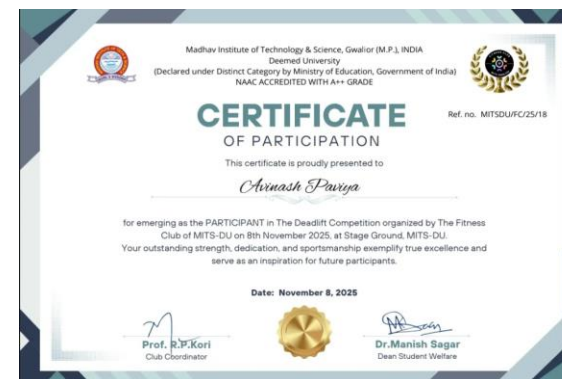 Madhav Institute of Technology & Science, Gwalior (M.P.), INDIA
Deemed University
(Declared under Distinct Category by Ministry of Education, Government of India)
NAAC ACCREDITED WITH A++ GRADE
Ref. no. MITSDU/FC/25/18
CERTIFICATE
OF PARTICIPATION
This certificate is proudly presented to
Avinash Paviya
for emerging as the PARTICIPANT in The Deadlift Competition organized by The Fitness
Club of MITS-DU on 8th November 2025, at Stage Ground, MITS-DU.
Your outstanding strength, dedication, and sportsmanship exemplify true excellence and
serve as an inspiration for future participants.
Date: November 8, 2025
Prof. R.P.Kori
Club Coordinator
Dr.Manish Sagar
Dean Student Welfare